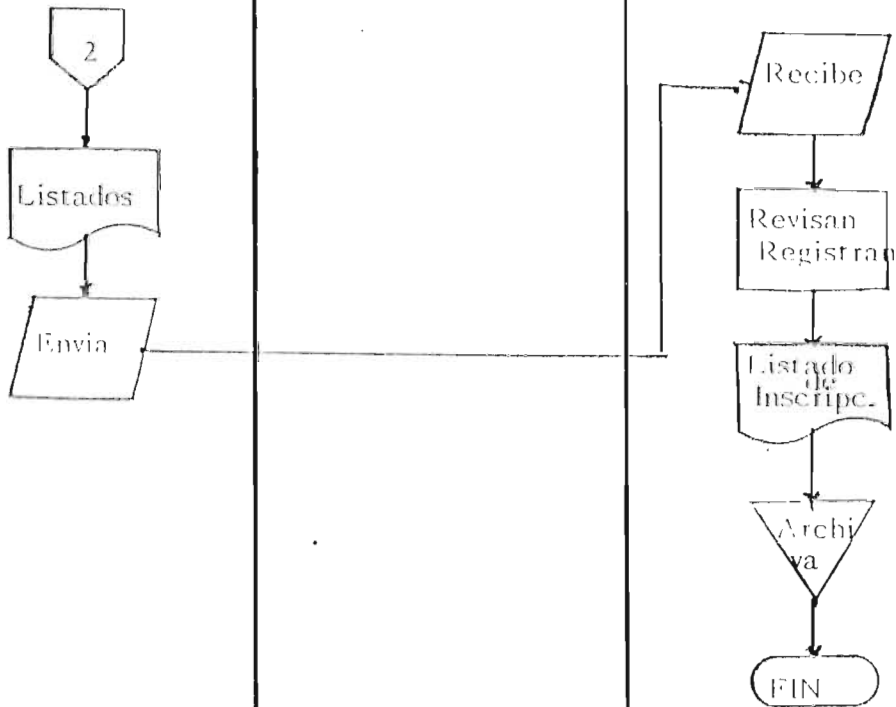 2
Listados
Envia
Recibe
Revisan
Registran
Listado
de
Inscripc.
Archi
va
FIN